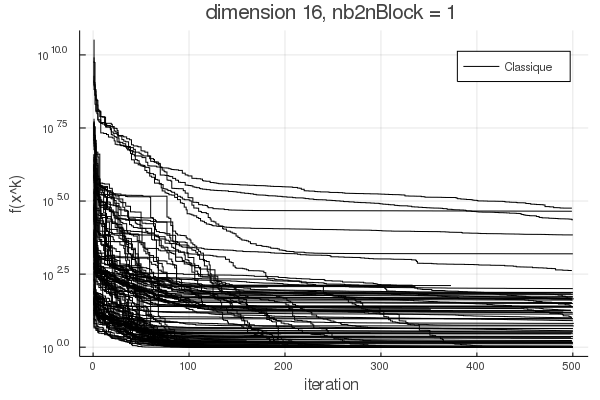 dimension 16, nb2nBlock = 1
Classique
f(x^k)
10^10.0
10^7.5
10^5.0
10^2.5
10^0.0
0 100 200 300 400 500
iteration